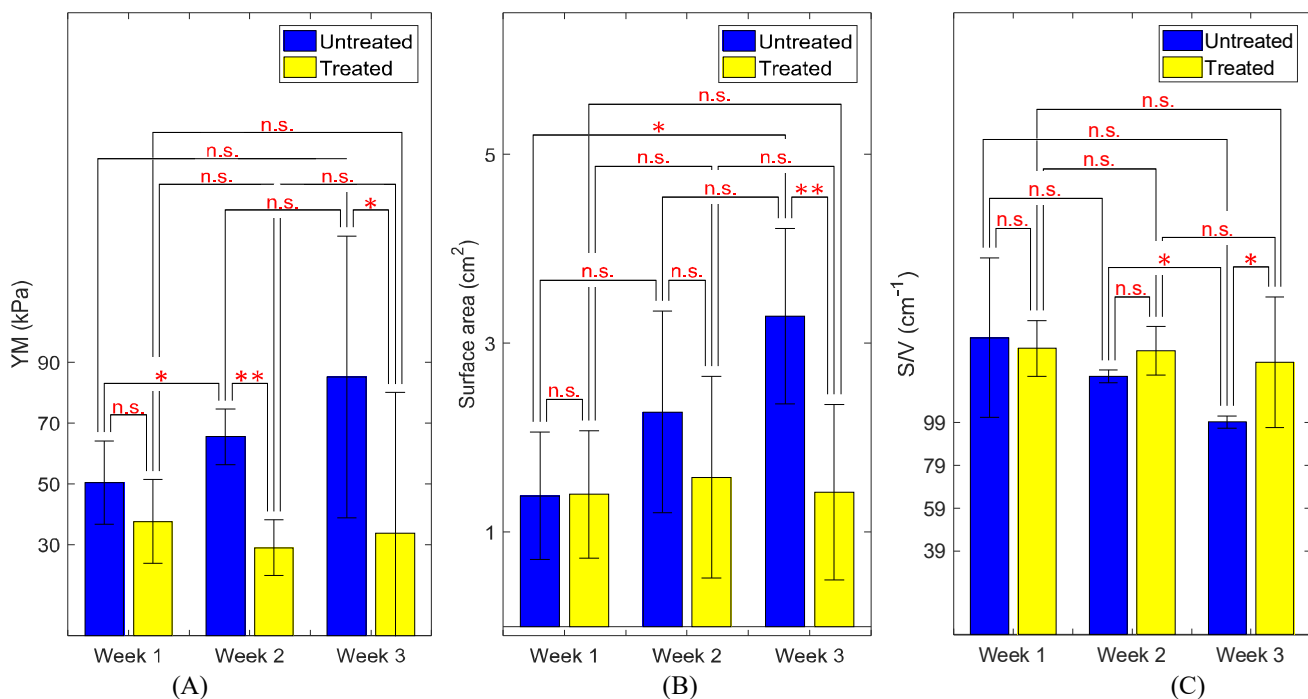 Untreated
Treated
n.s.
n.s.
n.s.
n.s.
n.s.
*
*
**
n.s.
YM (kPa)
90
70
50
30
Week 1
Week 2
Week 3
(A)
Untreated
Treated
n.s.
*
n.s.
n.s.
n.s.
**
n.s.
n.s.
n.s.
Surface area (cm²)
5
3
1
Week 1
Week 2
Week 3
(B)
Untreated
Treated
n.s.
n.s.
n.s.
n.s.
n.s.
n.s.
*
*
n.s.
S/V (cm⁻¹)
99
79
59
39
Week 1
Week 2
Week 3
(C)